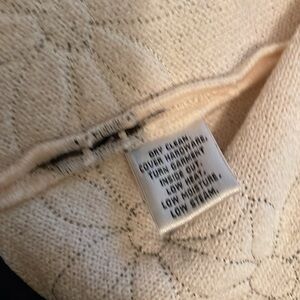 DRY CLEAN.
COVER HARDWARE,
TURN GARMENT
INSIDE OUT,
LOW HEAT,
LOW MOISTURE,
LOW STEAM.